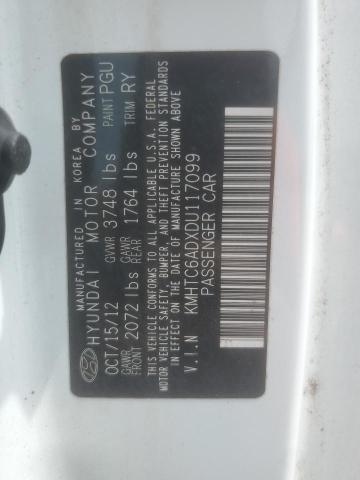 MANUFACTURED IN KOREA BY
HYUNDAI MOTOR COMPANY
OCT/15/12 GVWR 3748 lbs PAINT PGU
GAWR FRONT 2072 lbs GAWR REAR 1764 lbs TRIM RY
THIS VEHICLE CONFORMS TO ALL APPLICABLE U.S.A. FEDERAL
MOTOR VEHICLE SAFETY, BUMPER, AND THEFT PREVENTION STANDARDS
IN EFFECT ON THE DATE OF MANUFACTURE SHOWN ABOVE
V.I.N KMHTC6ADXDU117099
PASSENGER CAR